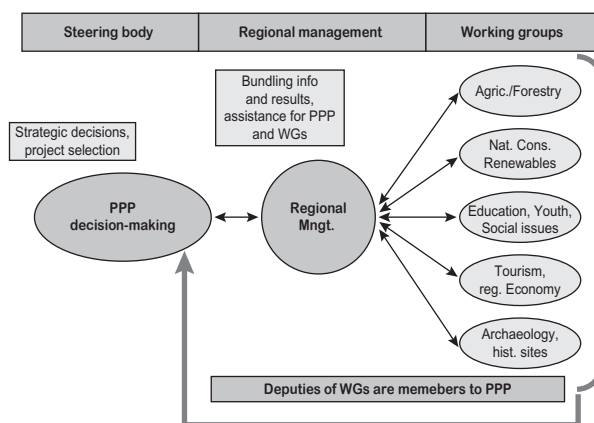 Steering body
Regional management
Working groups
Bundling info
and results,
assistance for PPP
and WGs
Strategic decisions,
project selection
PPP
decision-making
Regional
Mngt.
Agric./Forestry
Nat. Cons.
Renewables
Education, Youth,
Social issues
Tourism,
reg. Economy
Archaeology,
hist. sites
Deputies of WGs are memebers to PPP